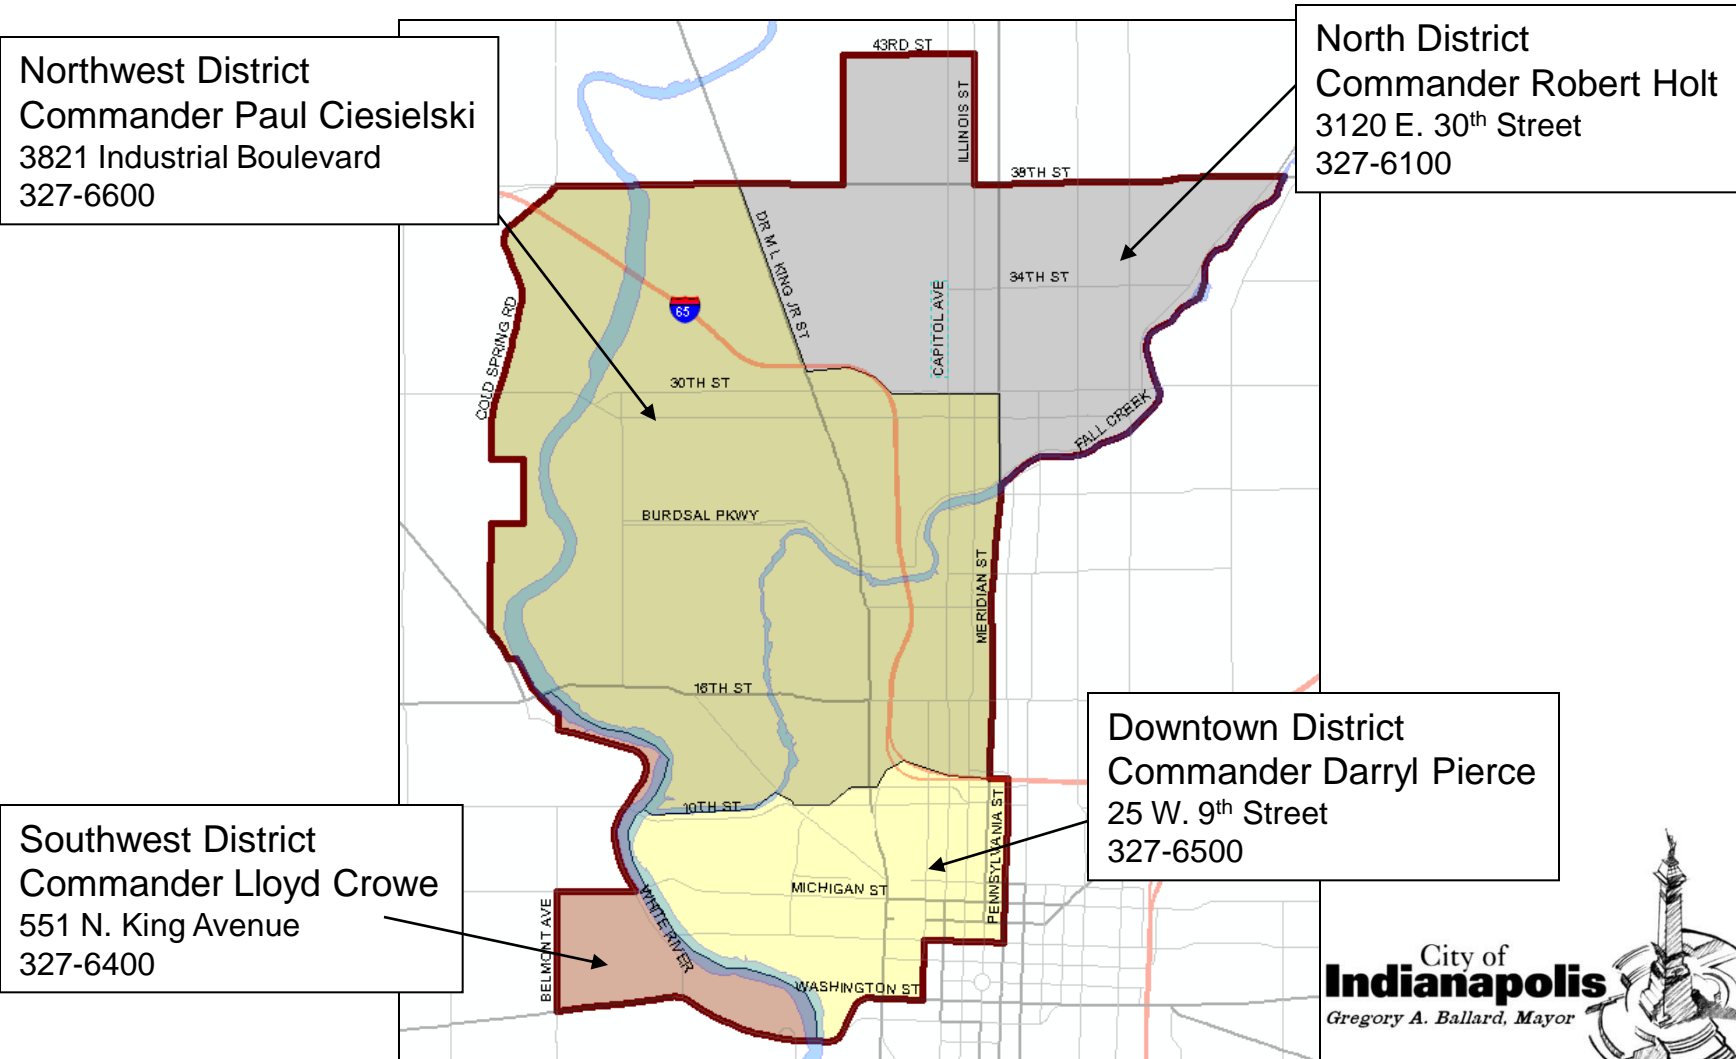 Northwest District
Commander Paul Ciesielski
3821 Industrial Boulevard
327-6600
North District
Commander Robert Holt
3120 E. 30th Street
327-6100
43RD ST
ILLINOIS ST
38TH ST
DR M L KING JR ST
34TH ST
65
CAPITOL AVE
COLD SPRING RD
30TH ST
FALL CREEK
BURDSAL PKWY
MERIDIAN ST
16TH ST
Downtown District
Commander Darryl Pierce
25 W. 9th Street
327-6500
10TH ST
PENNSYLVANIA ST
Southwest District
Commander Lloyd Crowe
551 N. King Avenue
327-6400
MICHIGAN ST
WHITE RIVER
BELMONT AVE
WASHINGTON ST
City of
Indianapolis
Gregory A. Ballard, Mayor